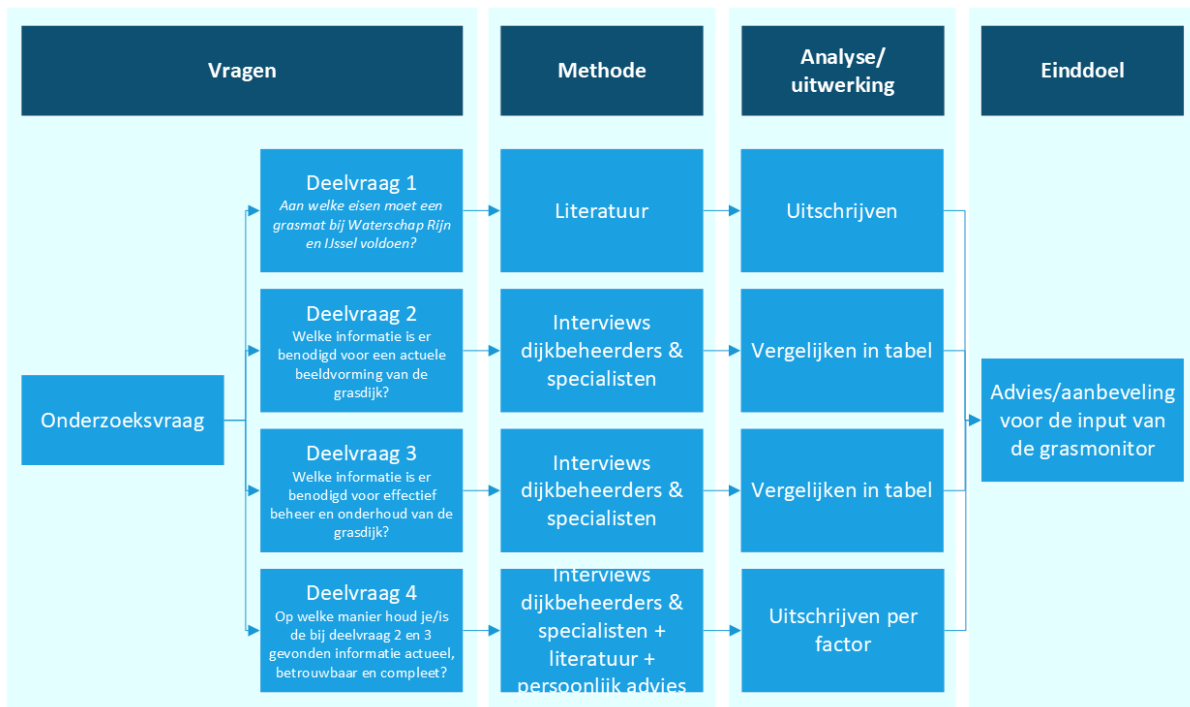 Vragen
Methode
Analyse/
uitwerking
Einddoel
Deelvraag 1
Aan welke eisen moet een
grasmat bij Waterschap Rijn
en IJssel voldoen?
Literatuur
Uitschrijven
Deelvraag 2
Welke informatie is er
benodigd voor een actuele
beeldvorming van de
grasdijk?
Interviews
dijkbeheerders &
specialisten
Vergelijken in tabel
Onderzoeksvraag
Advies/aanbeveling
voor de input van
de grasmonitor
Deelvraag 3
Welke informatie is er
benodigd voor effectief
beheer en onderhoud van de
grasdijk?
Interviews
dijkbeheerders &
specialisten
Vergelijken in tabel
Deelvraag 4
Op welke manier houd je/is
de bij deelvraag 2 en 3
gevonden informatie actueel,
betrouwbaar en compleet?
Interviews
dijkbeheerders &
specialisten +
literatuur +
persoonlijk advies
Uitschrijven per
factor